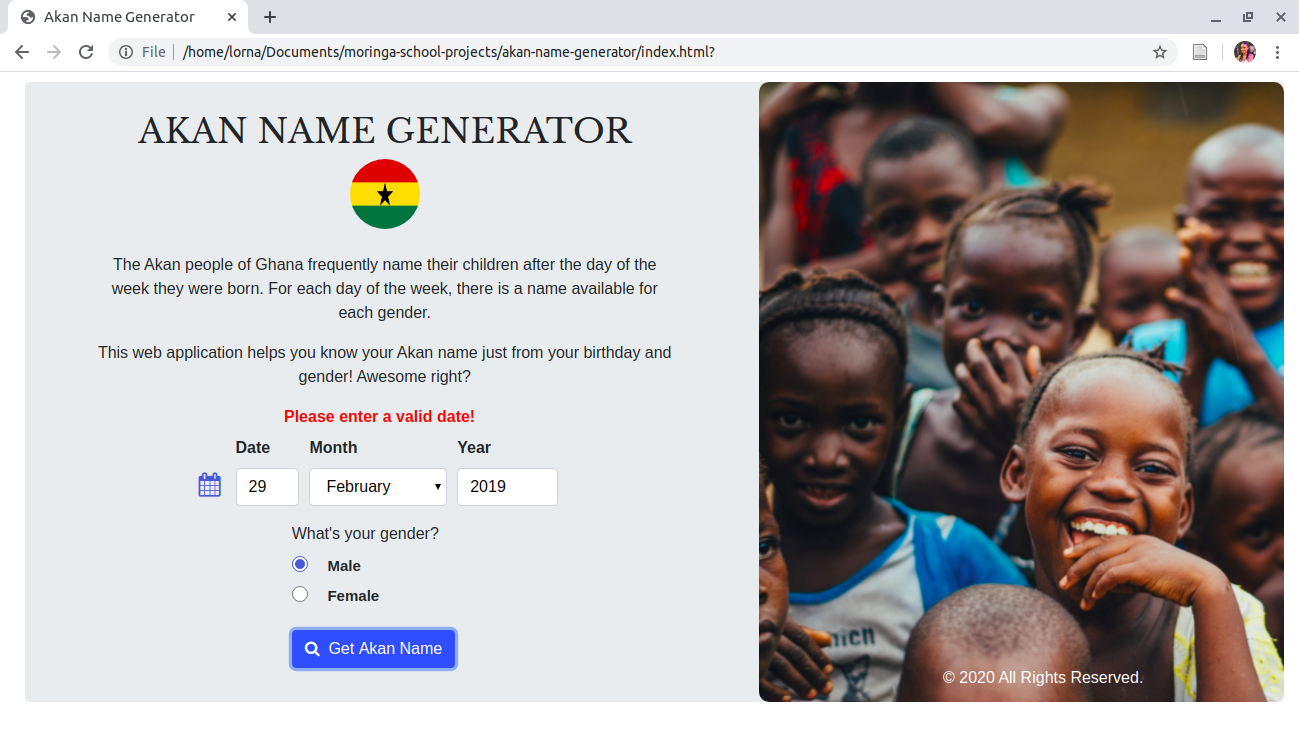 Akan Name Generator
File
/home/lorna/Documents/moringa-school-projects/akan-name-generator/index.html?
AKAN NAME GENERATOR
The Akan people of Ghana frequently name their children after the day of the
week they were born. For each day of the week, there is a name available for
each gender.
This web application helps you know your Akan name just from your birthday and
gender! Awesome right?
Please enter a valid date!
Date Month Year
29 February 2019
What's your gender?
Male
Female
Get Akan Name
© 2020 All Rights Reserved.